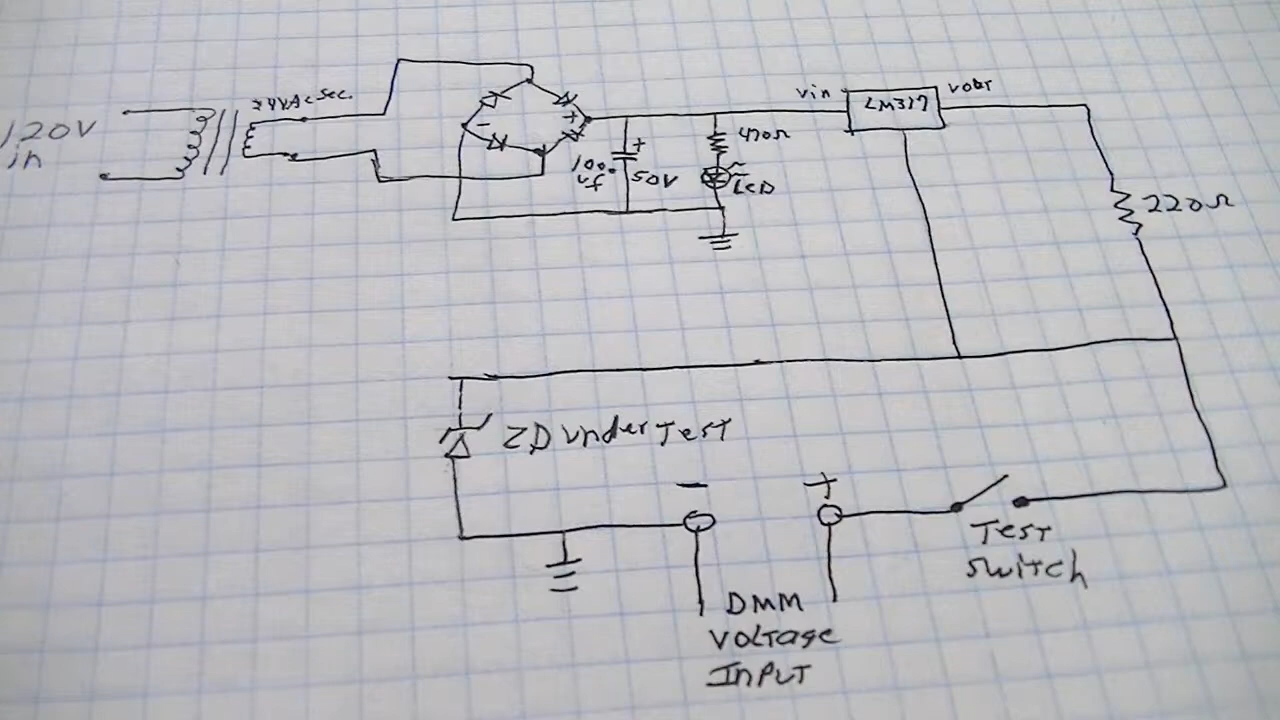 120V
in
24VAC Sec.
-
+
+
100
50V
470Ω
LED
Vin
LM317
Vout
220Ω
ZD under Test
-
+
Test
Switch
DMM
Voltage
Input